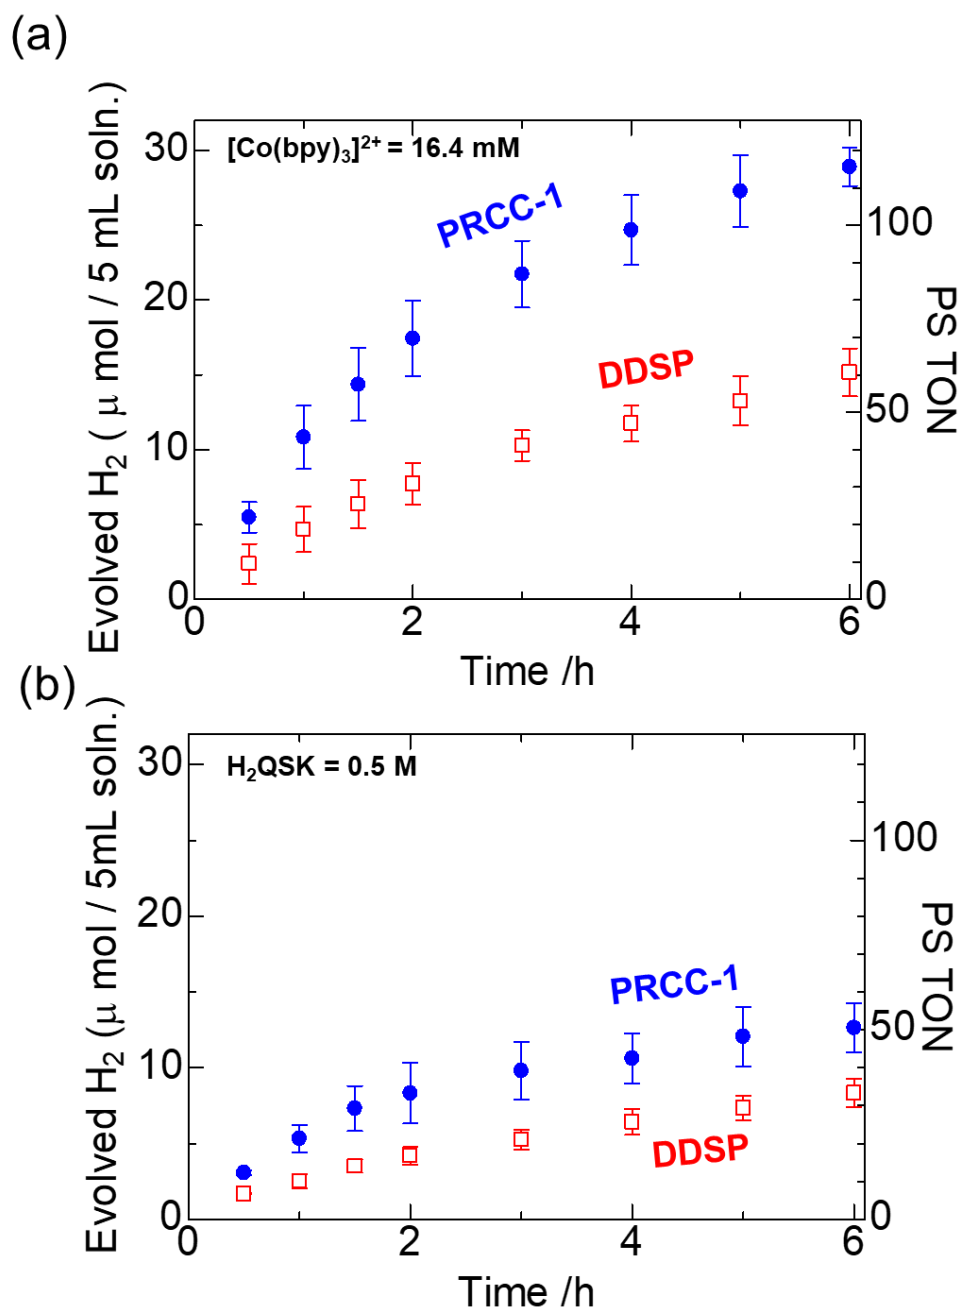 (a)
[Co(bpy)₃]²⁺ = 16.4 mM
PRCC-1
DDSP
Evolved H₂ ( μ mol / 5 mL soln.)
30
20
10
0
PS TON
100
50
0
0 2 4 6
Time /h
(b)
H₂QSK = 0.5 M
PRCC-1
DDSP
Evolved H₂ (μ mol / 5mL soln.)
30
20
10
0
PS TON
100
50
0
0 2 4 6
Time /h